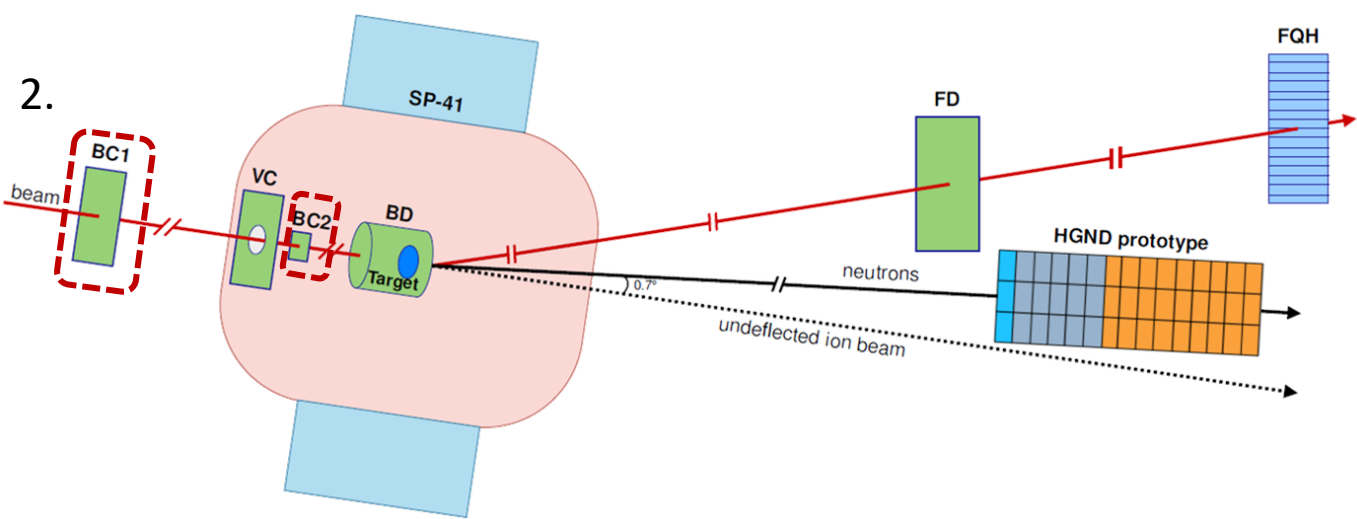 2.
BC1
beam
VC
BC2
BD
Target
SP-41
0.7°
neutrons
undeflected ion beam
FD
HGND prototype
FQH